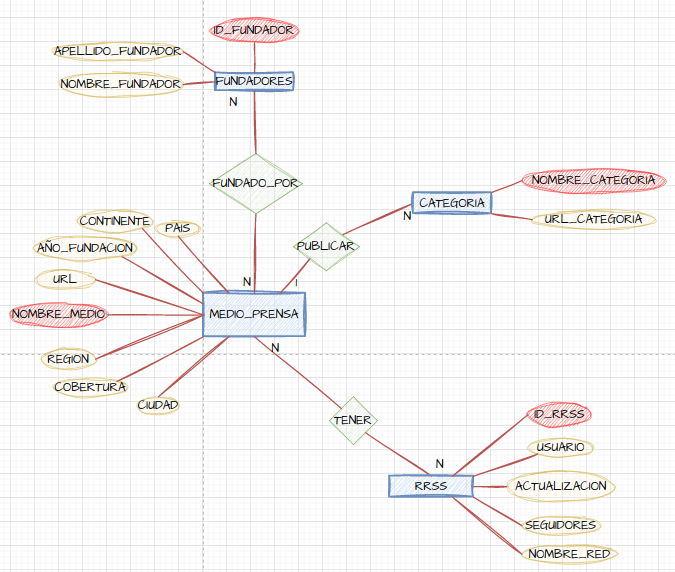 ID_FUNDADOR
APELLIDO_FUNDADOR
NOMBRE_FUNDADOR
FUNDADORES
N
FUNDADO_POR
NOMBRE_CATEGORIA
CATEGORIA
N
URL_CATEGORIA
CONTINENTE
PAIS
AÑO_FUNDACION
PUBLICAR
URL
N
I
NOMBRE_MEDIO
MEDIO_PRENSA
REGION
N
COBERTURA
CIUDAD
TENER
ID_RRSS
USUARIO
N
RRSS
ACTUALIZACION
SEGUIDORES
NOMBRE_RED